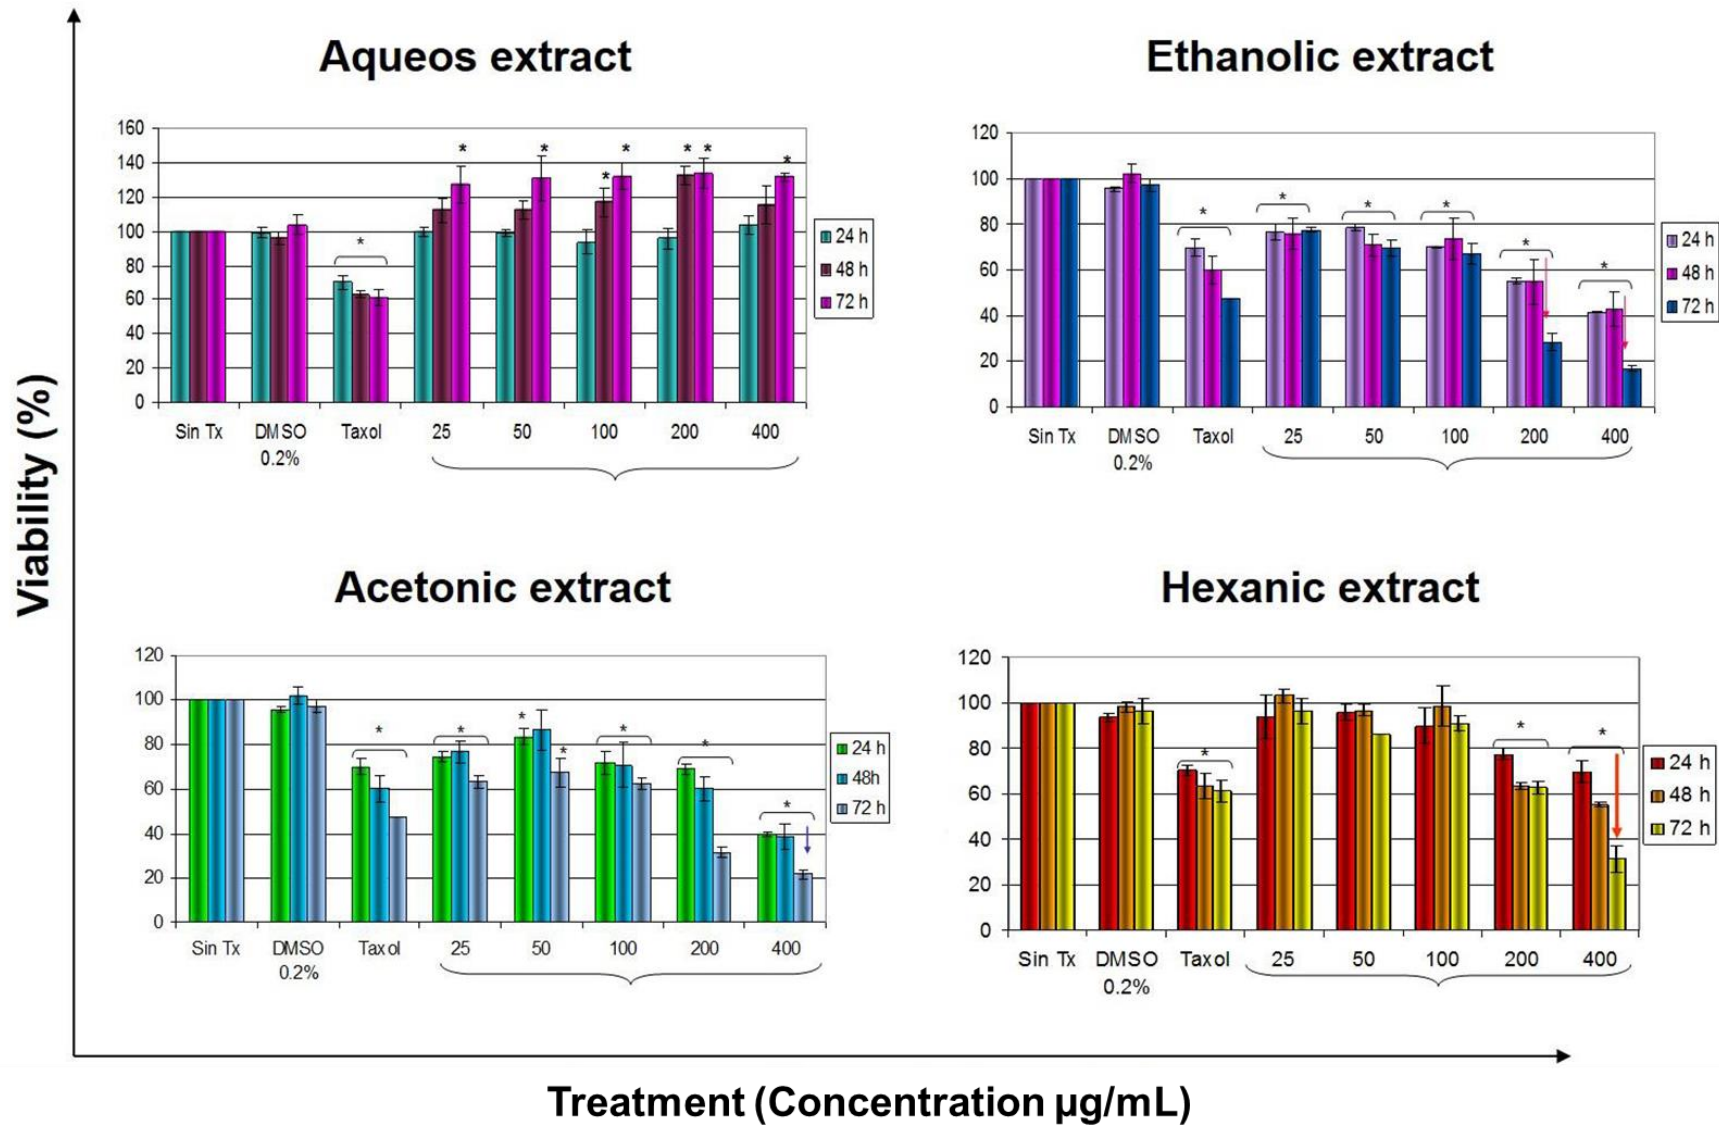 Viability (%)
Aqueos extract
160
140
120
100
80
60
40
20
0
* * * * * * * * *
24 h
48 h
72 h
Sin Tx DMSO 0.2% Taxol 25 50 100 200 400
Ethanolic extract
120
100
80
60
40
20
0
* * * * * *
24 h
48 h
72 h
Sin Tx DMSO 0.2% Taxol 25 50 100 200 400
Acetonic extract
120
100
80
60
40
20
0
* * * * * * *
24 h
48h
72 h
Sin Tx DMSO 0.2% Taxol 25 50 100 200 400
Hexanic extract
120
100
80
60
40
20
0
* * *
24 h
48 h
72 h
Sin Tx DMSO 0.2% Taxol 25 50 100 200 400
Treatment (Concentration µg/mL)